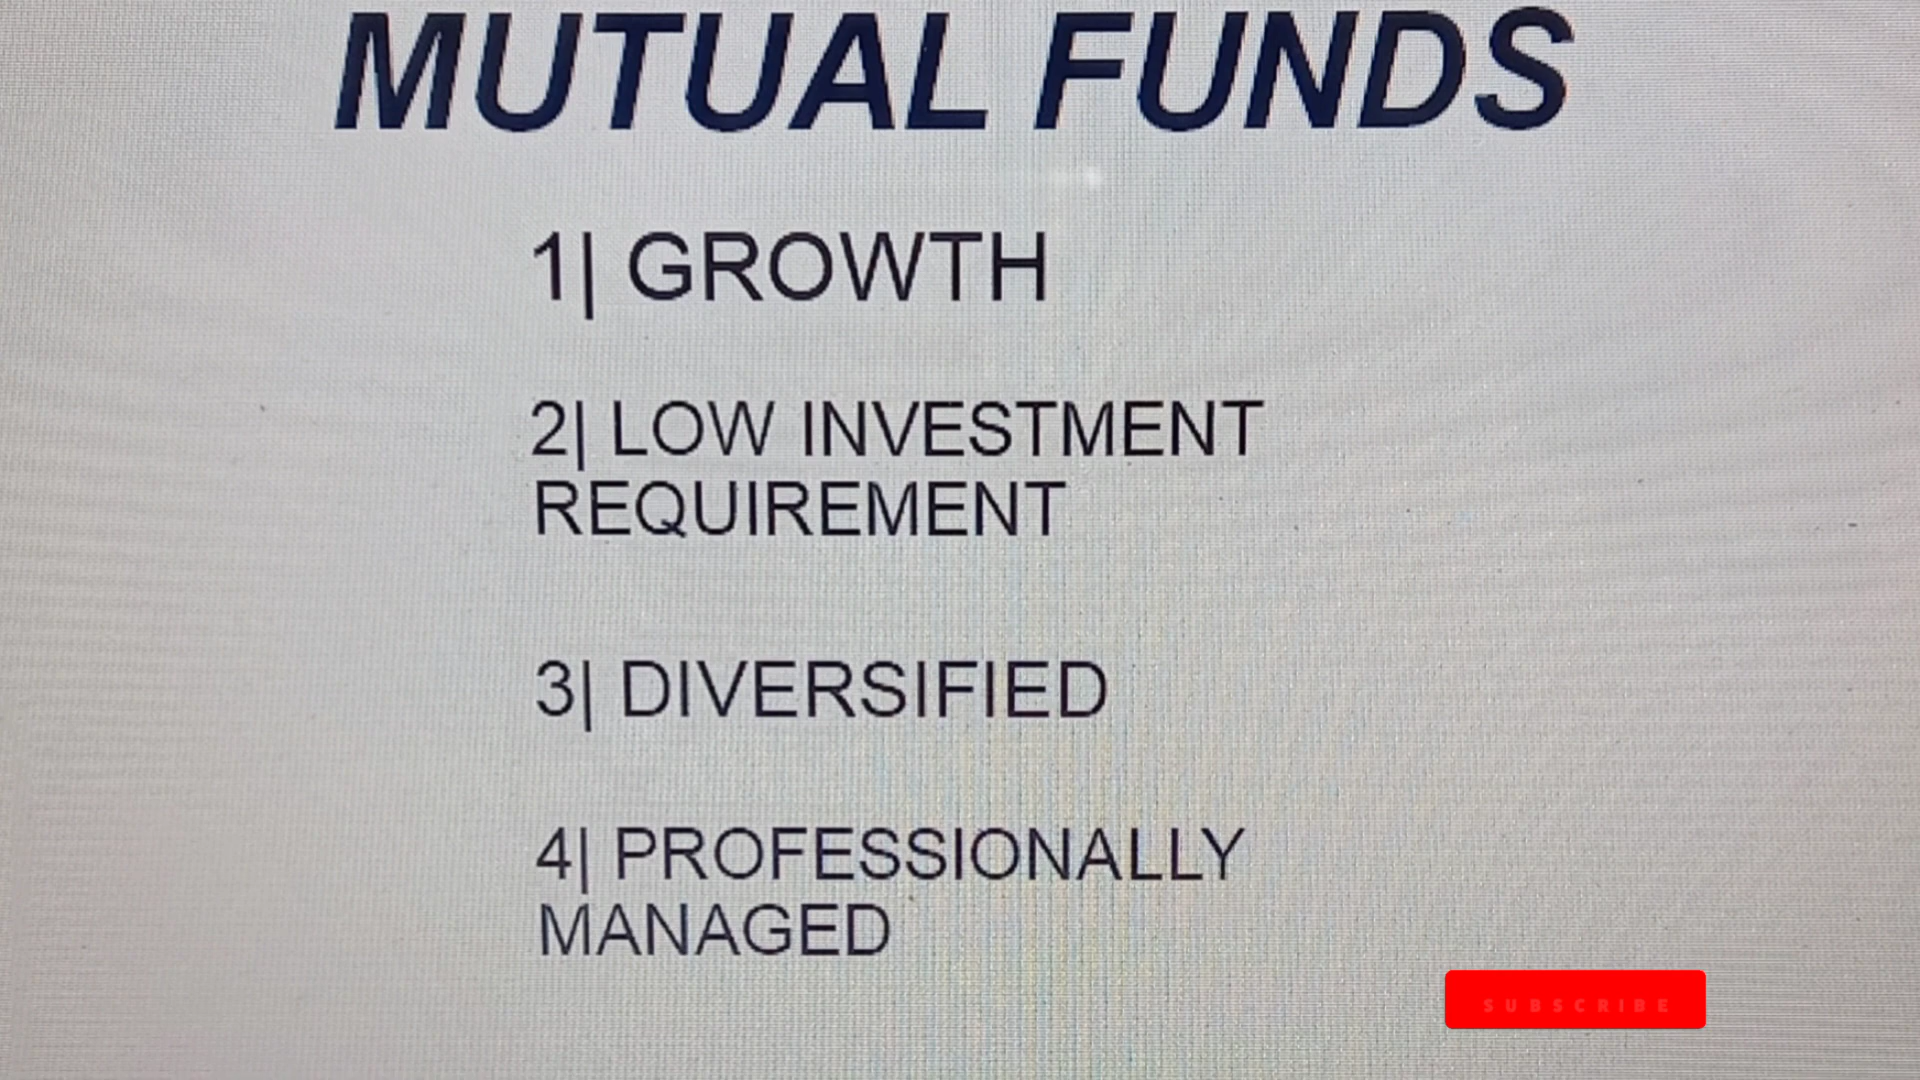 MUTUAL FUNDS
1| GROWTH
2| LOW INVESTMENT
REQUIREMENT
3| DIVERSIFIED
4| PROFESSIONALLY
MANAGED
SUBSCRIBE